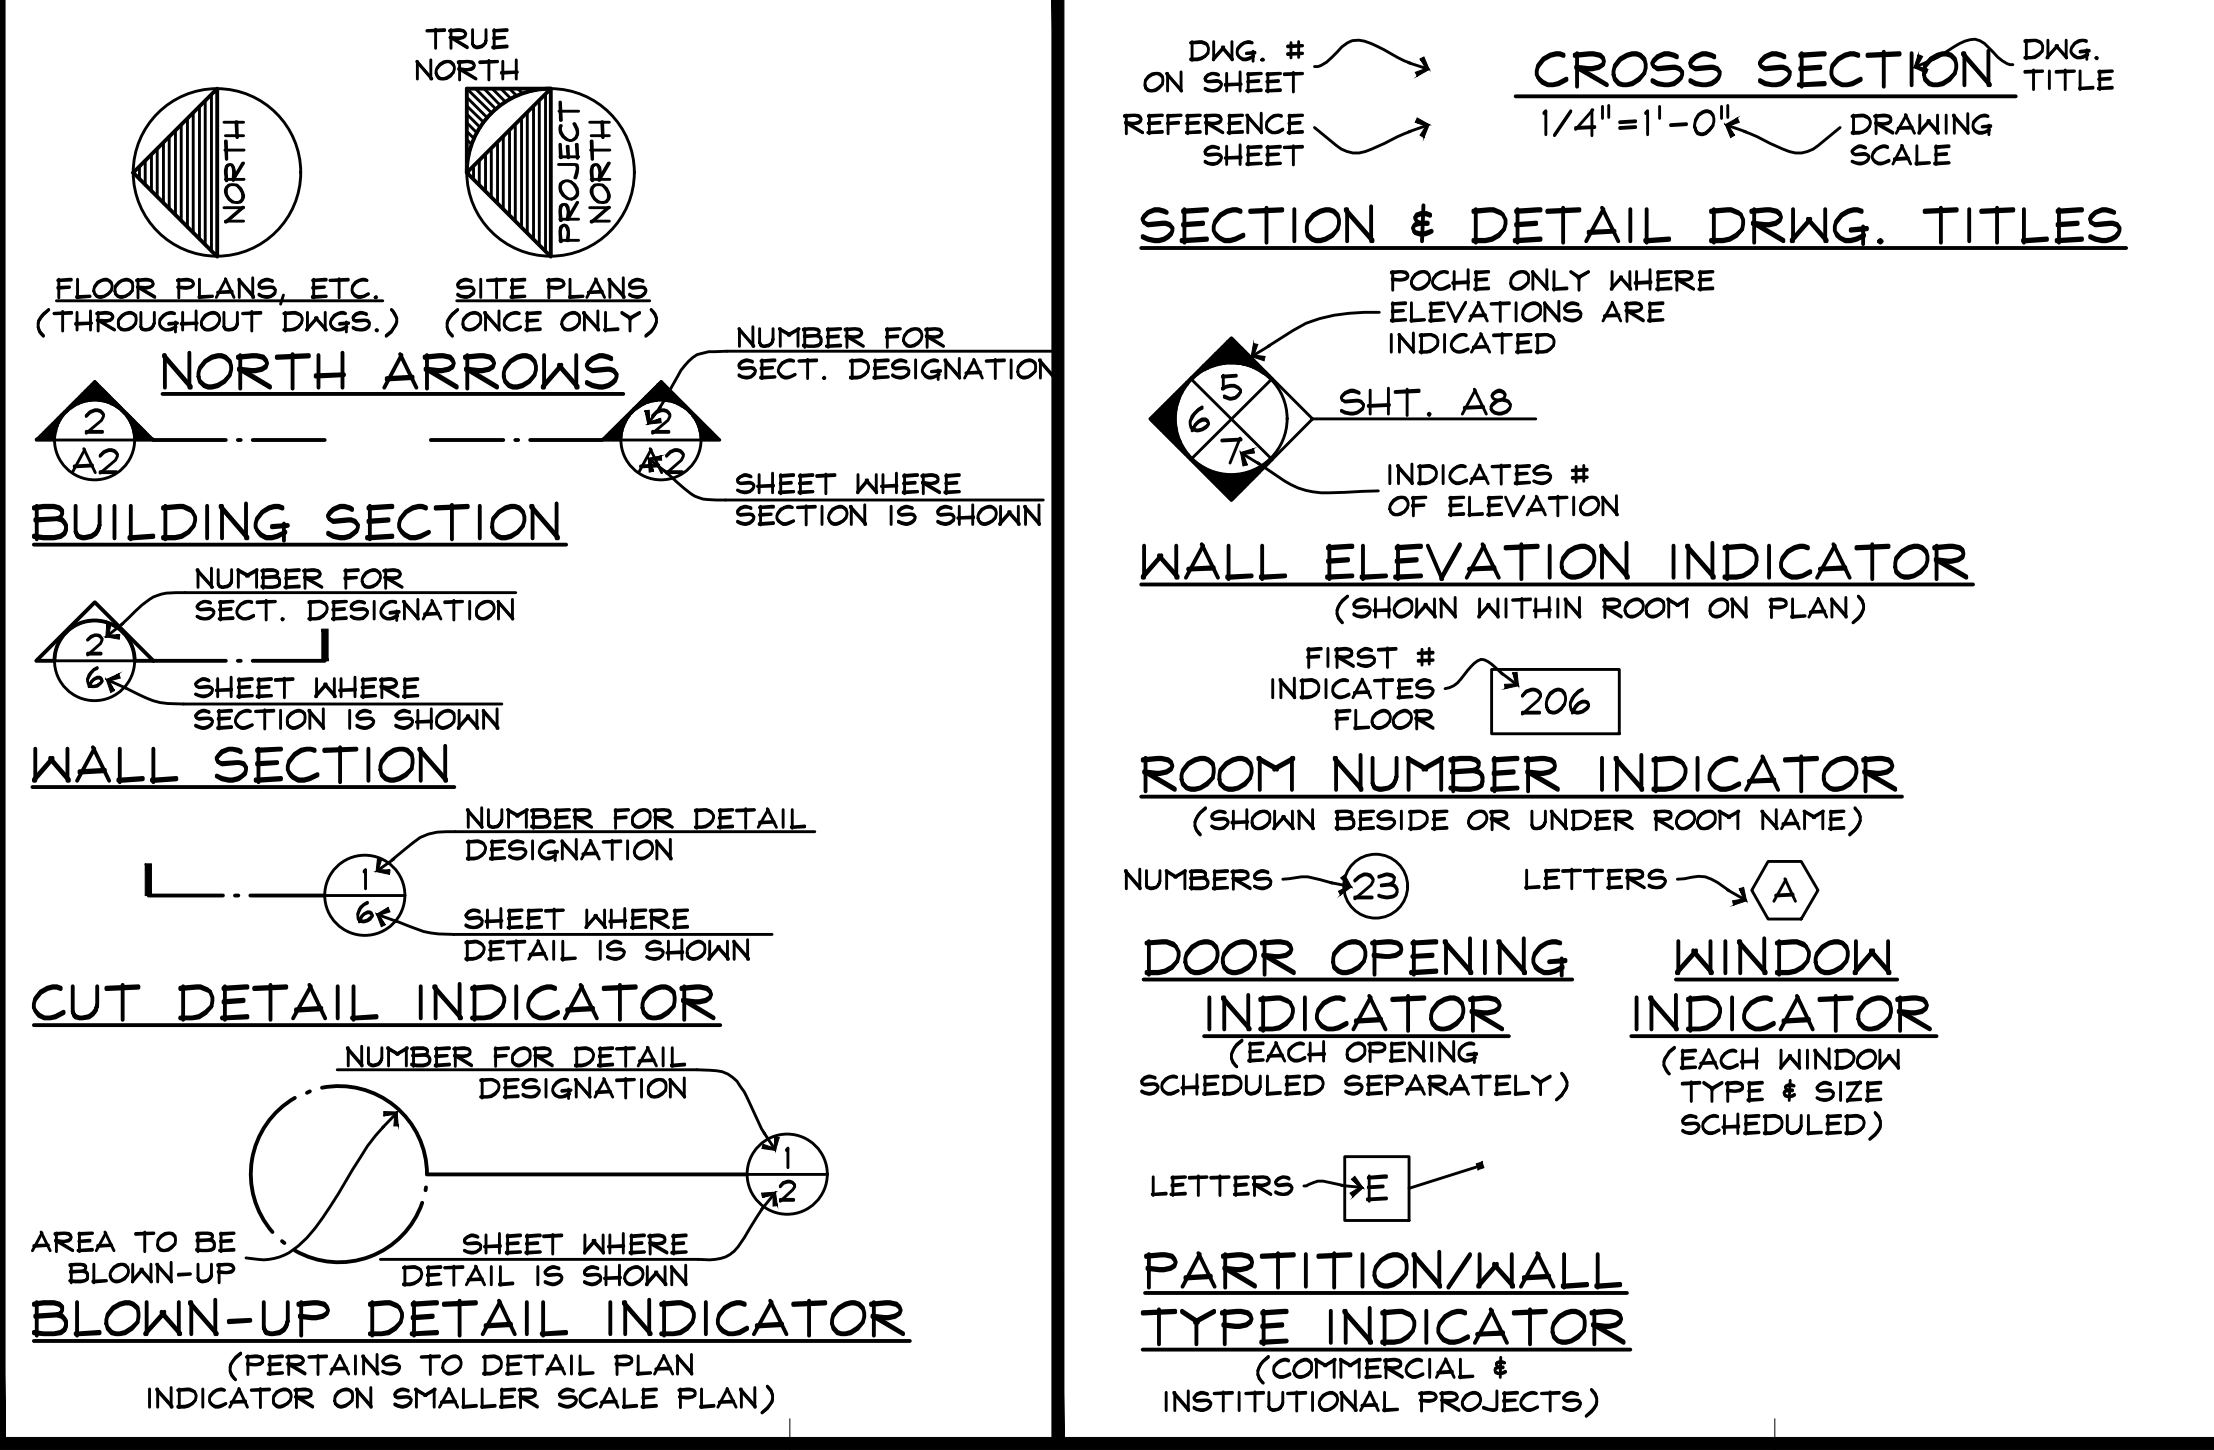 TRUE
NORTH
NORTH
PROJECT
NORTH
FLOOR PLANS, ETC.
(THROUGHOUT DWGS.)
SITE PLANS
(ONCE ONLY)
NORTH ARROWS
2
A2
2
A2
NUMBER FOR
SECT. DESIGNATION
SHEET WHERE
SECTION IS SHOWN
BUILDING SECTION
NUMBER FOR
SECT. DESIGNATION
2
6
SHEET WHERE
SECTION IS SHOWN
WALL SECTION
NUMBER FOR DETAIL
DESIGNATION
1
6
SHEET WHERE
DETAIL IS SHOWN
CUT DETAIL INDICATOR
NUMBER FOR DETAIL
DESIGNATION
1
2
AREA TO BE
BLOWN-UP
SHEET WHERE
DETAIL IS SHOWN
BLOWN-UP DETAIL INDICATOR
(PERTAINS TO DETAIL PLAN
INDICATOR ON SMALLER SCALE PLAN)
DWG. #
ON SHEET
REFERENCE
SHEET
CROSS SECTION
1/4"=1'-0"
DWG.
TITLE
DRAWING
SCALE
SECTION & DETAIL DRWG. TITLES
POCHE ONLY WHERE
ELEVATIONS ARE
INDICATED
5
6
7
SHT. A8
INDICATES #
OF ELEVATION
WALL ELEVATION INDICATOR
(SHOWN WITHIN ROOM ON PLAN)
FIRST #
INDICATES
FLOOR
206
ROOM NUMBER INDICATOR
(SHOWN BESIDE OR UNDER ROOM NAME)
NUMBERS
23
LETTERS
A
DOOR OPENING
INDICATOR
(EACH OPENING
SCHEDULED SEPARATELY)
WINDOW
INDICATOR
(EACH WINDOW
TYPE & SIZE
SCHEDULED)
LETTERS
E
PARTITION/WALL
TYPE INDICATOR
(COMMERCIAL &
INSTITUTIONAL PROJECTS)